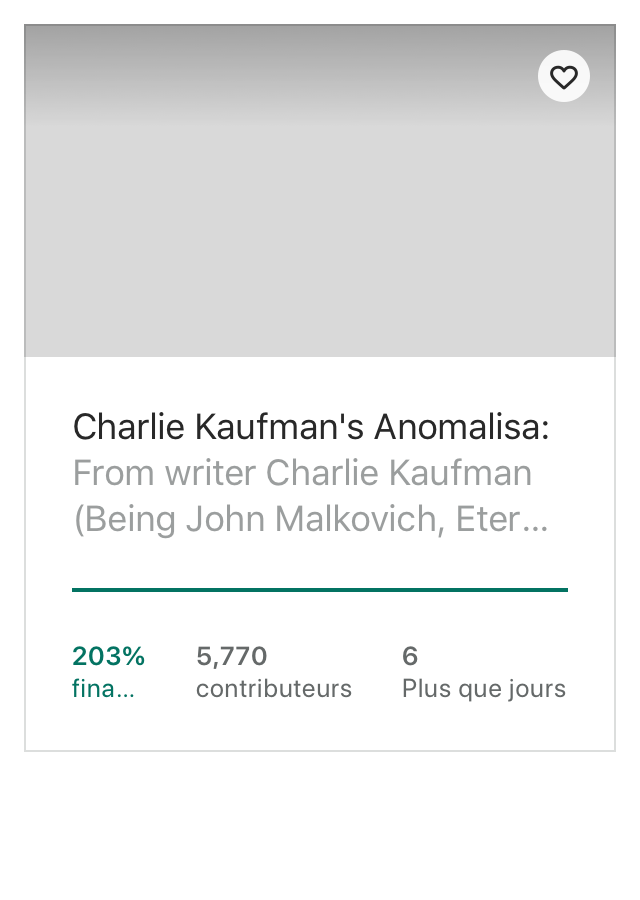 Charlie Kaufman's Anomalisa:
From writer Charlie Kaufman
(Being John Malkovich, Eter...
203%
fina...
5,770
contributeurs
6
Plus que jours